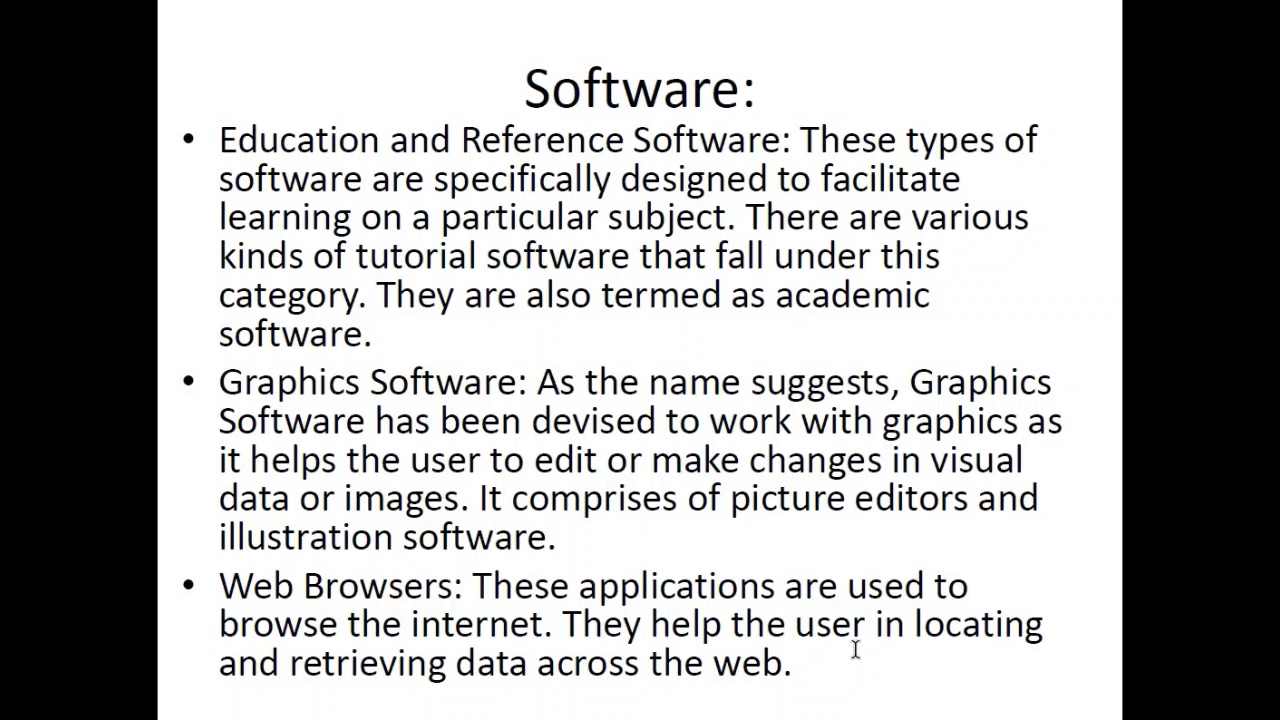 Software:
• Education and Reference Software: These types of
software are specifically designed to facilitate
learning on a particular subject. There are various
kinds of tutorial software that fall under this
category. They are also termed as academic
software.
• Graphics Software: As the name suggests, Graphics
Software has been devised to work with graphics as
it helps the user to edit or make changes in visual
data or images. It comprises of picture editors and
illustration software.
• Web Browsers: These applications are used to
browse the internet. They help the user in locating
and retrieving data across the web.